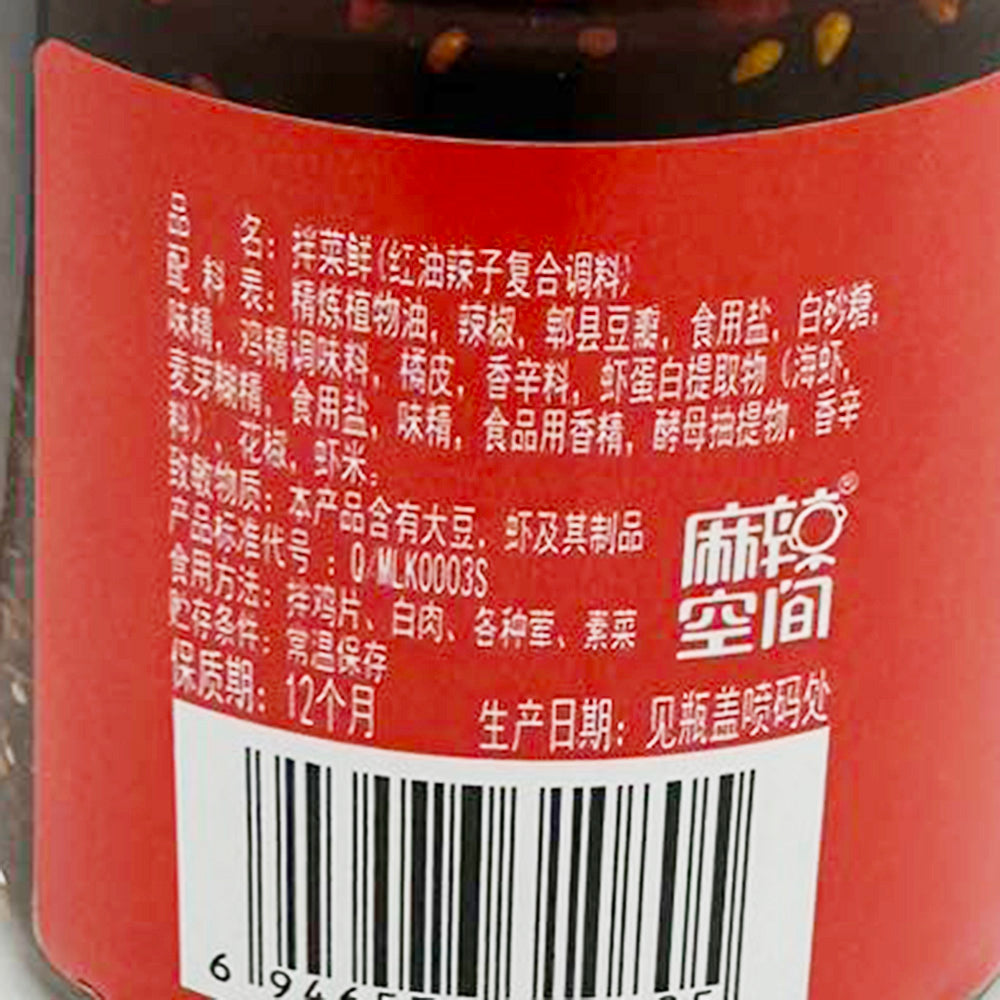 品 名：拌菜鲜(红油辣子复合调料)
配 料 表：精炼植物油，辣椒，郫县豆瓣，食用盐，白砂糖，
味精，鸡精调味料，橘皮，香辛料，虾蛋白提取物（海虾，
麦芽糊精，食用盐，味精，食品用香精，酵母抽提物，香辛
料），花椒，虾米.
致敏物质：本产品含有大豆，虾及其制品
产品标准代号：Q/MLK0003S
食用方法：拌鸡片、白肉、各种荤、素菜
贮存条件：常温保存
保质期：12个月 生产日期：见瓶盖喷码处
麻辣®
空间
6 94655